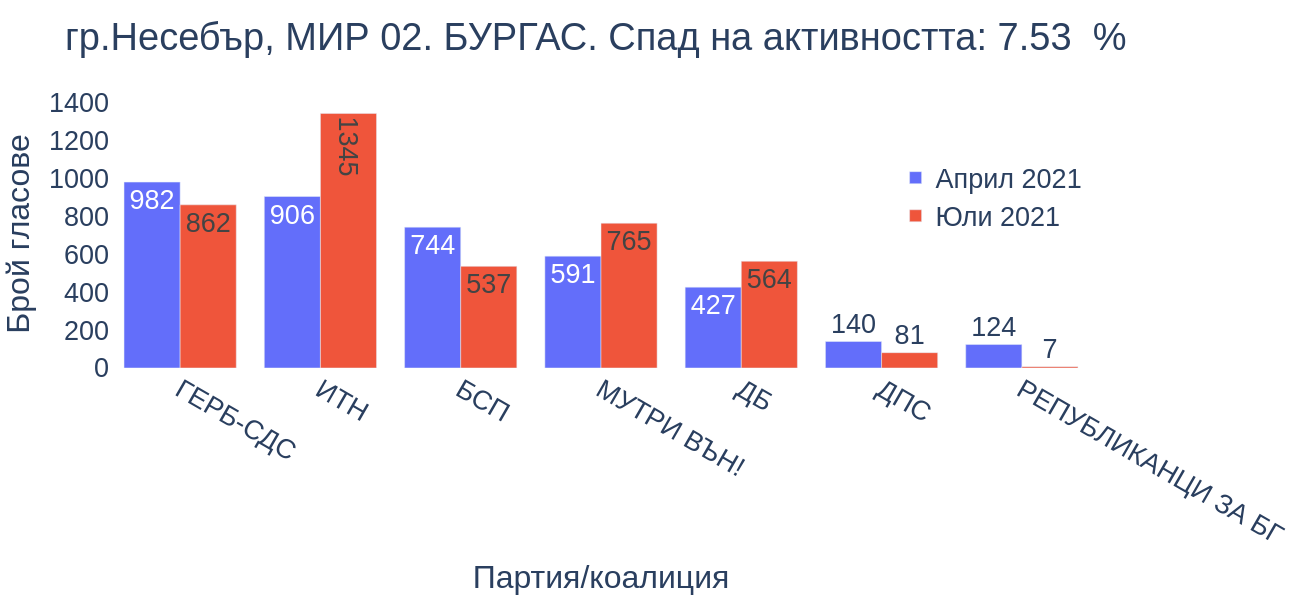 гр.Несебър, МИР 02. БУРГАС. Спад на активността: 7.53 %
Брой гласове
1400
1200
1000
800
600
400
200
0
982
862
906
1345
744
537
591
765
427
564
140
81
124
7
Април 2021
Юли 2021
ГЕРБ-СДС
ИТН
БСП
МУТРИ ВЪН!
ДБ
ДПС
РЕПУБЛИКАНЦИ ЗА БГ
Партия/коалиция